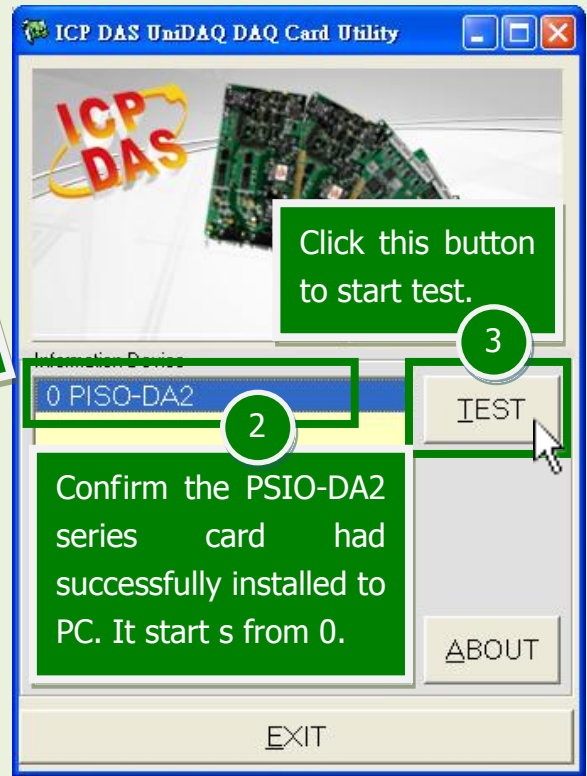 ICP DAS UniDAQ DAQ Card Utility
ICP
DAS
Click this button
to start test.
3
Information Device
0 PISO-DA2
2
TEST
Confirm the PSIO-DA2
series card had
successfully installed to
PC. It start s from 0.
ABOUT
EXIT